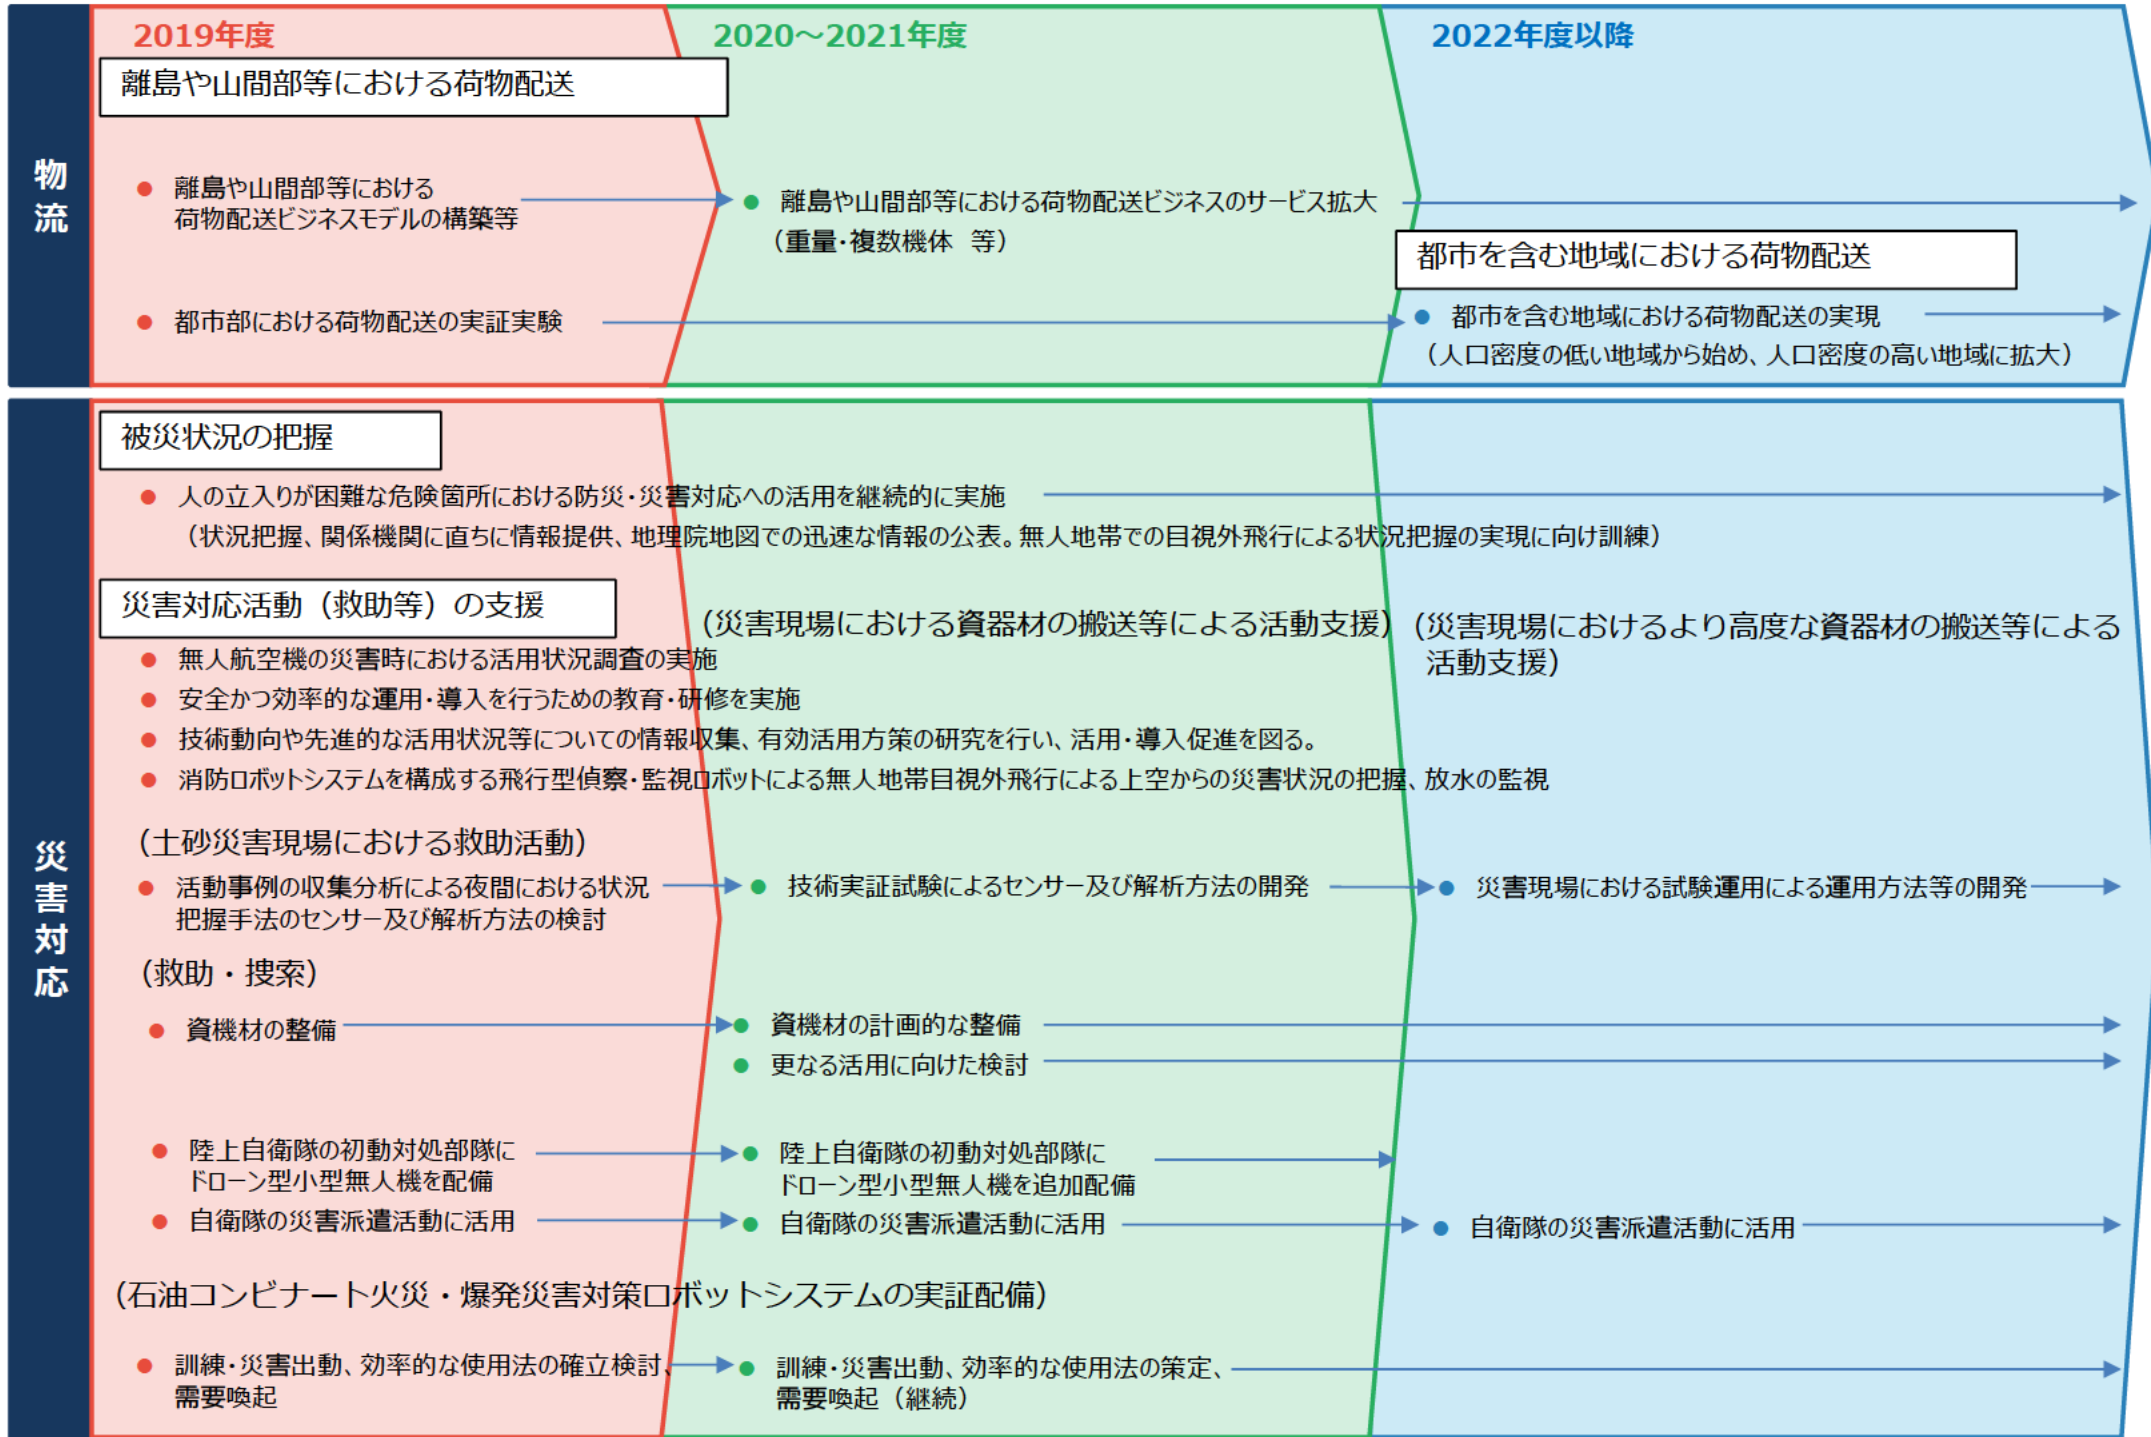 2019年度
2020～2021年度
2022年度以降
物流
離島や山間部等における荷物配送
● 離島や山間部等における
荷物配送ビジネスモデルの構築等
● 離島や山間部等における荷物配送ビジネスのサービス拡大
（重量・複数機体 等）
都市を含む地域における荷物配送
● 都市部における荷物配送の実証実験
● 都市を含む地域における荷物配送の実現
（人口密度の低い地域から始め、人口密度の高い地域に拡大）
災害対応
被災状況の把握
● 人の立入りが困難な危険箇所における防災・災害対応への活用を継続的に実施
（状況把握、関係機関に直ちに情報提供、地理院地図での迅速な情報の公表。無人地帯での目視外飛行による状況把握の実現に向け訓練）
災害対応活動（救助等）の支援
（災害現場における資器材の搬送等による活動支援）
（災害現場におけるより高度な資器材の搬送等による
活動支援）
● 無人航空機の災害時における活用状況調査の実施
● 安全かつ効率的な運用・導入を行うための教育・研修を実施
● 技術動向や先進的な活用状況等についての情報収集、有効活用方策の研究を行い、活用・導入促進を図る。
● 消防ロボットシステムを構成する飛行型偵察・監視ロボットによる無人地帯目視外飛行による上空からの災害状況の把握、放水の監視
（土砂災害現場における救助活動）
● 活動事例の収集分析による夜間における状況
把握手法のセンサー及び解析方法の検討
● 技術実証試験によるセンサー及び解析方法の開発
● 災害現場における試験運用による運用方法等の開発
（救助・捜索）
● 資機材の整備
● 資機材の計画的な整備
● 更なる活用に向けた検討
● 陸上自衛隊の初動対処部隊に
ドローン型小型無人機を配備
● 陸上自衛隊の初動対処部隊に
ドローン型小型無人機を追加配備
● 自衛隊の災害派遣活動に活用
● 自衛隊の災害派遣活動に活用
● 自衛隊の災害派遣活動に活用
（石油コンビナート火災・爆発災害対策ロボットシステムの実証配備）
● 訓練・災害出動、効率的な使用法の確立検討、
需要喚起
● 訓練・災害出動、効率的な使用法の策定、
需要喚起（継続）